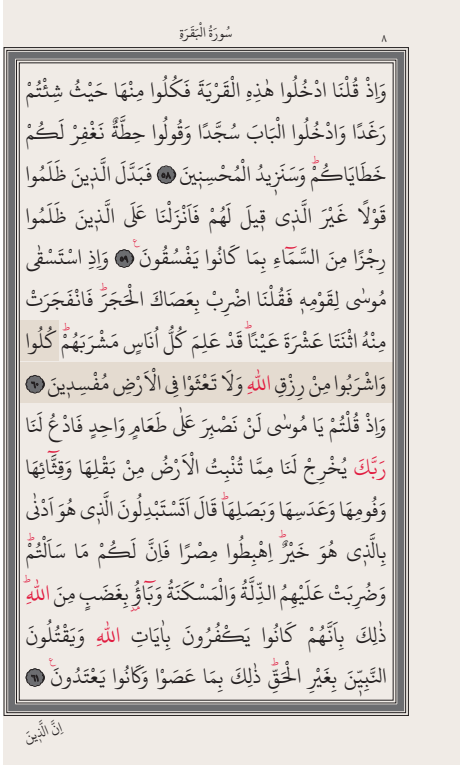 سُورَةُ الْبَقَرَةِ ٨
وَاِذْ قُلْنَا ادْخُلُوا هٰذِهِ الْقَرْيَةَ فَكُلُوا مِنْهَا حَيْثُ شِئْتُمْ
رَغَدًا وَادْخُلُوا الْبَابَ سُجَّدًا وَقُولُوا حِطَّةٌ نَغْفِرْ لَكُمْ
خَطَايَاكُمْۜ وَسَنَزٖيدُ الْمُحْسِنٖينَ ٥٨ فَبَدَّلَ الَّذٖينَ ظَلَمُوا
قَوْلًا غَيْرَ الَّذٖى قٖيلَ لَهُمْ فَاَنْزَلْنَا عَلَى الَّذٖينَ ظَلَمُوا
رِجْزًا مِنَ السَّمَٓاءِ بِمَا كَانُوا يَفْسُقُونَ ٥٩ وَاِذِ اسْتَسْقٰى
مُوسٰى لِقَوْمِهٖ فَقُلْنَا اضْرِبْ بِعَصَاكَ الْحَجَرَؕ فَانْفَجَرَتْ
مِنْهُ اثْنَتَا عَشْرَةَ عَيْنًاؕ قَدْ عَلِمَ كُلُّ اُنَاسٍ مَشْرَبَهُمْؕ كُلُوا
وَاشْرَبُوا مِنْ رِزْقِ اللّٰهِ وَلَا تَعْثَوْا فِى الْاَرْضِ مُفْسِدٖينَ ٦٠
وَاِذْ قُلْتُمْ يَا مُوسٰى لَنْ نَصْبِرَ عَلٰى طَعَامٍ وَاحِدٍ فَادْعُ لَنَا
رَبَّكَ يُخْرِجْ لَنَا مِمَّا تُنْبِتُ الْاَرْضُ مِنْ بَقْلِهَا وَقِثَّٓائِهَا
وَفُومِهَا وَعَدَسِهَا وَبَصَلِهَاؕ قَالَ اَتَسْتَبْدِلُونَ الَّذٖى هُوَ اَدْنٰى
بِالَّذٖى هُوَ خَيْرٌؕ اِهْبِطُوا مِصْرًا فَاِنَّ لَكُمْ مَا سَاَلْتُمْؕ
وَضُرِبَتْ عَلَيْهِمُ الذِّلَّةُ وَالْمَسْكَنَةُ وَبَٓاؤُ۫ بِغَضَبٍ مِنَ اللّٰهِؕ
ذٰلِكَ بِاَنَّهُمْ كَانُوا يَكْفُرُونَ بِاٰيَاتِ اللّٰهِ وَيَقْتُلُونَ
النَّبِيّٖنَ بِغَيْرِ الْحَقِّؕ ذٰلِكَ بِمَا عَصَوْا وَكَانُوا يَعْتَدُونَ ٦١
اِنَّ الَّذٖينَ